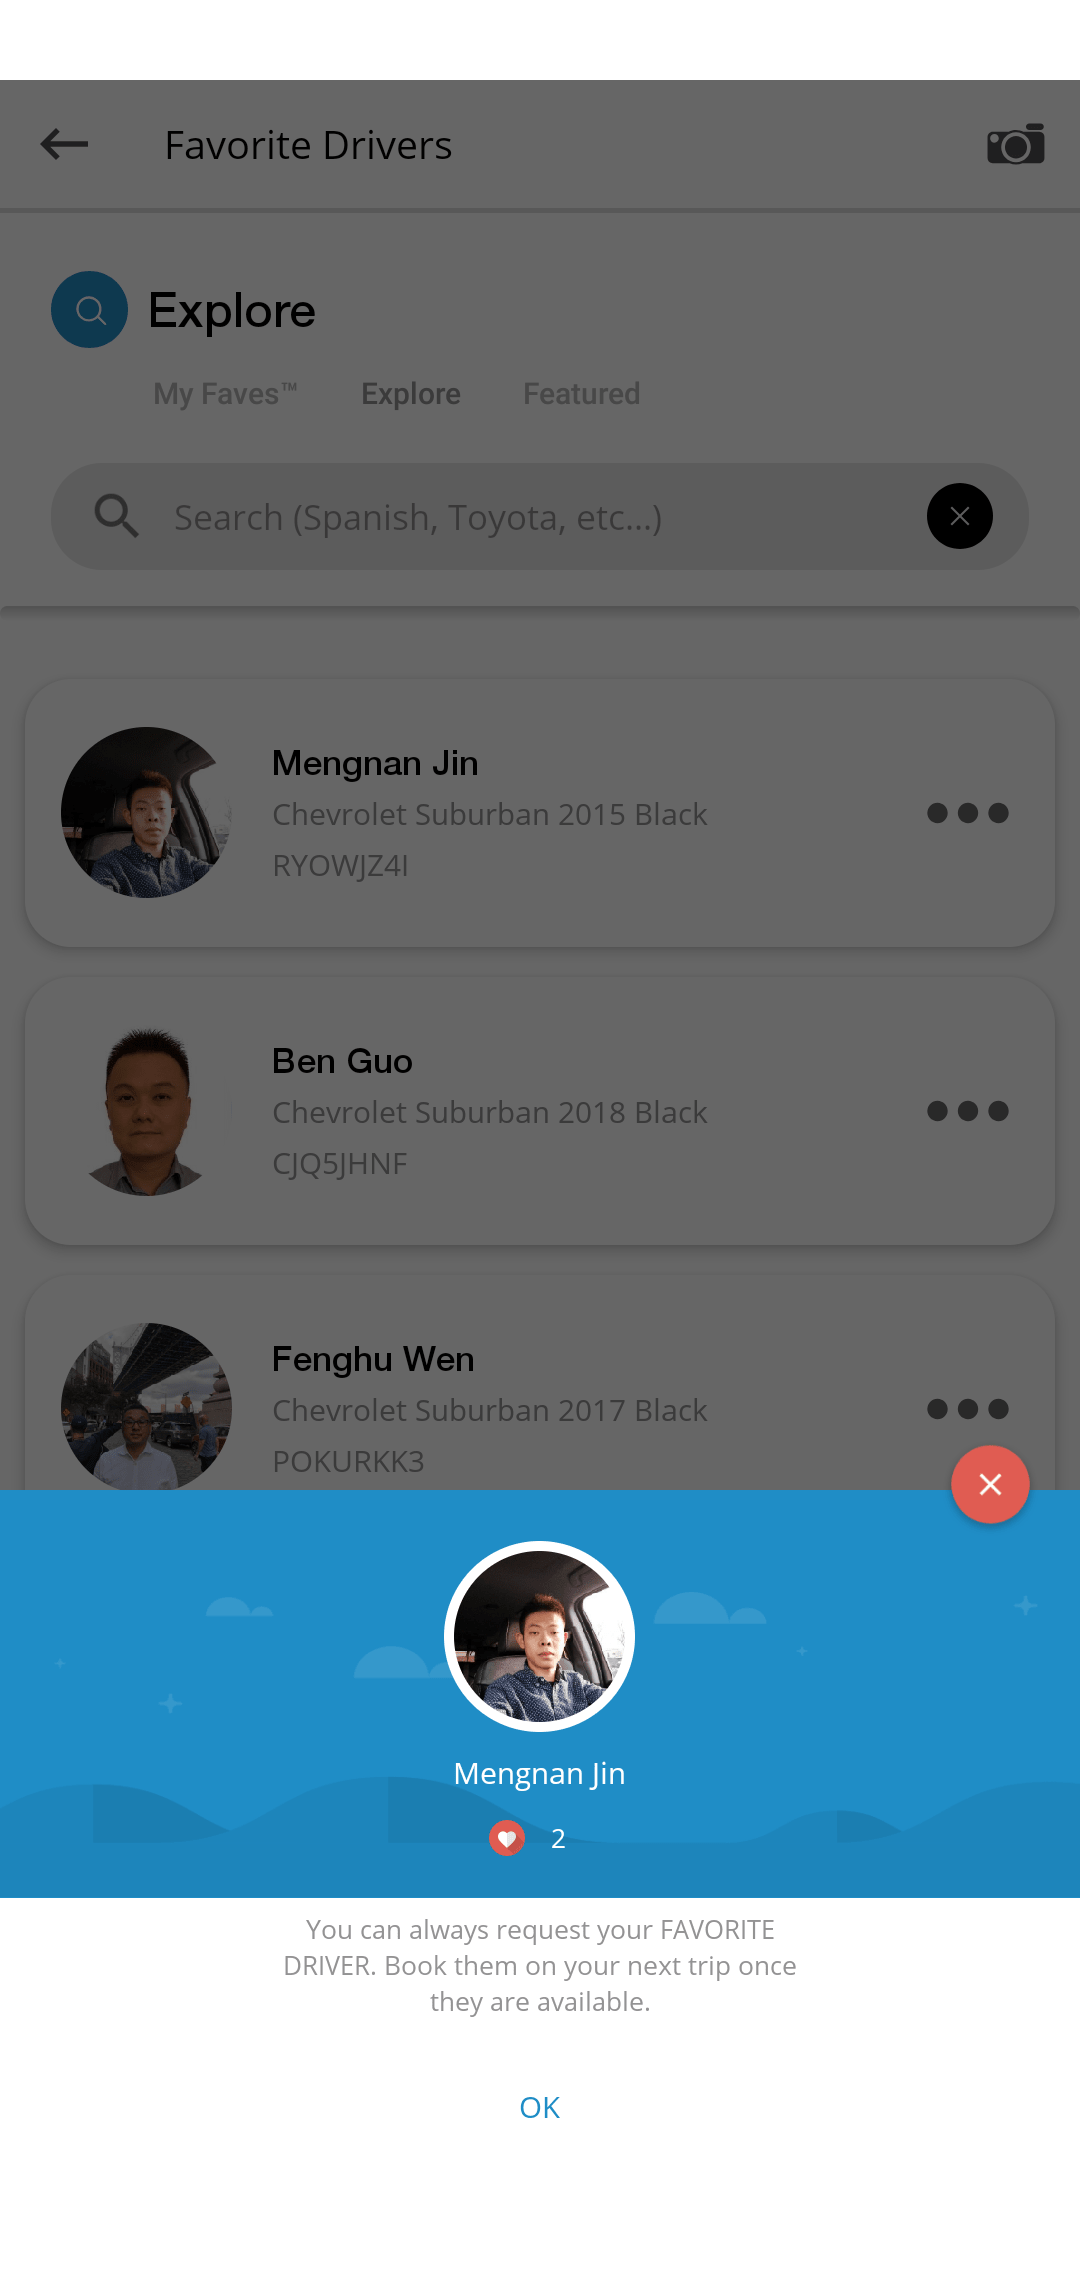 Favorite Drivers
Explore
My Faves™ Explore Featured
Search (Spanish, Toyota, etc...)
Mengnan Jin
Chevrolet Suburban 2015 Black
RYOWJZ4I
Ben Guo
Chevrolet Suburban 2018 Black
CJQ5JHNF
Fenghu Wen
Chevrolet Suburban 2017 Black
POKURKK3
Mengnan Jin
2
You can always request your FAVORITE
DRIVER. Book them on your next trip once
they are available.
OK